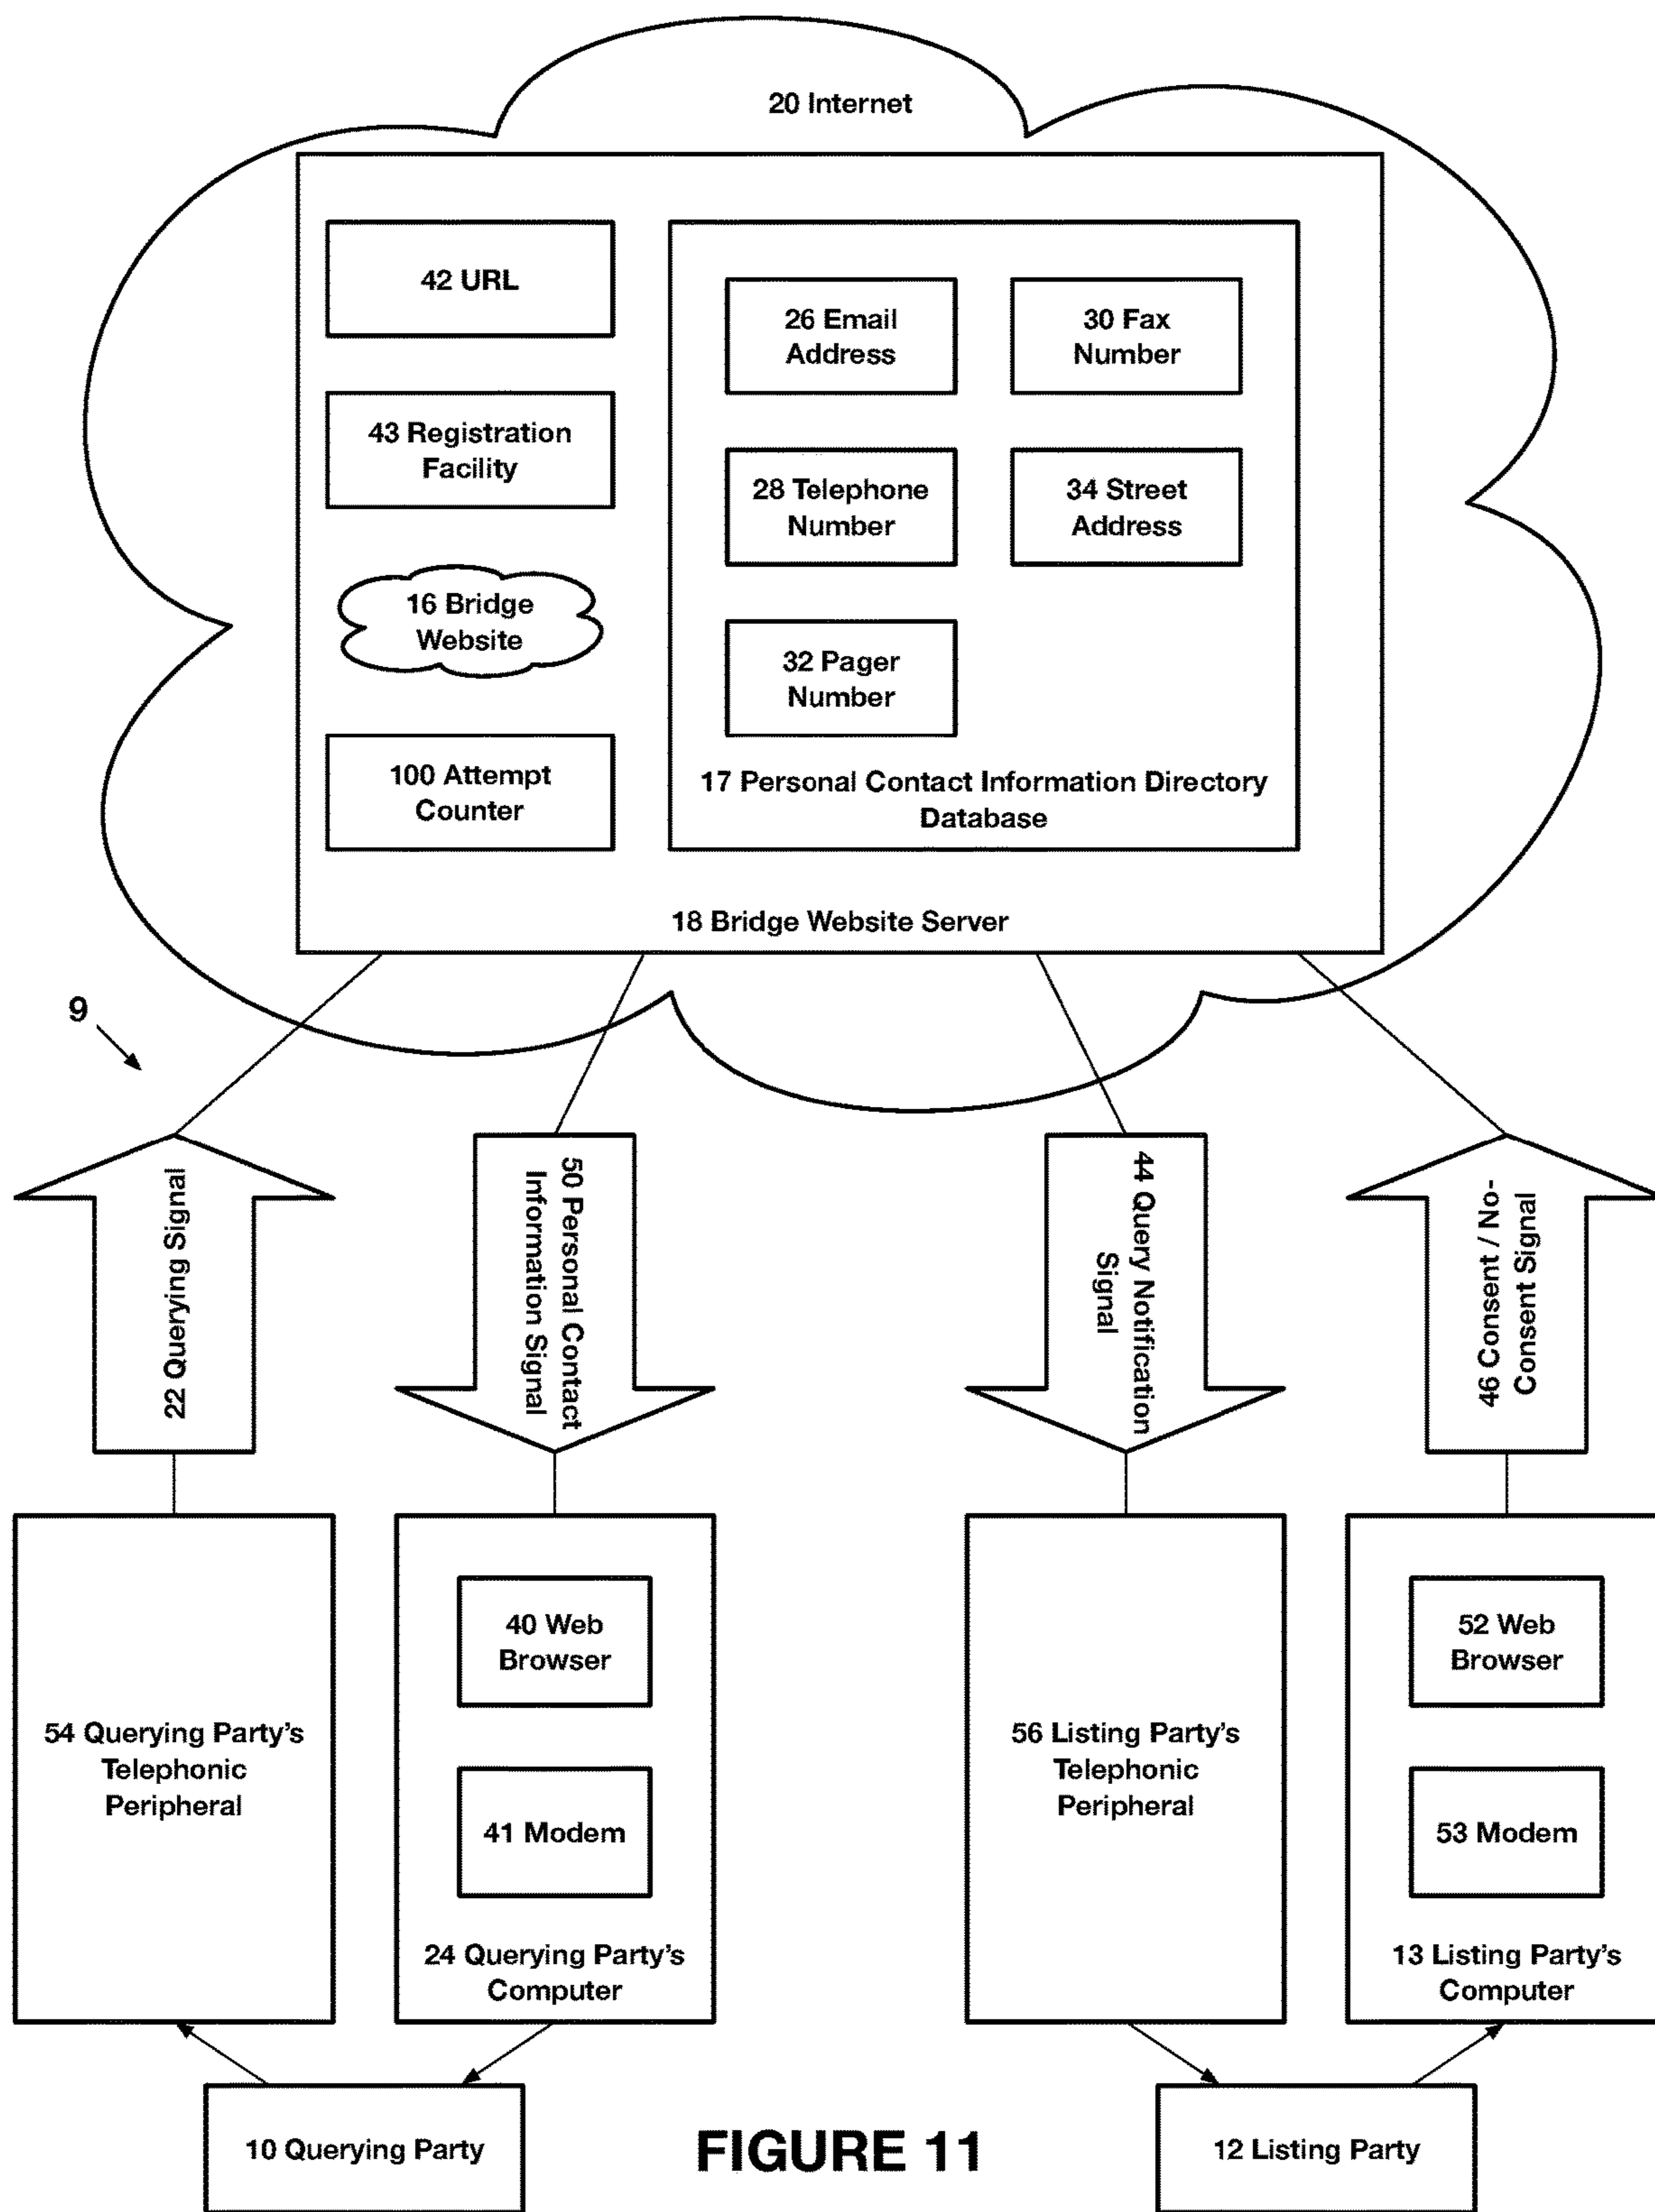 20 Internet
42 URL
26 Email
Address
30 Fax
Number
43 Registration
Facility
28 Telephone
Number
34 Street
Address
16 Bridge
Website
32 Pager
Number
100 Attempt
Counter
17 Personal Contact Information Directory
Database
18 Bridge Website Server
9
22 Querying Signal
50 Personal Contact
Information Signal
44 Query Notification
Signal
46 Consent / No-
Consent Signal
54 Querying Party's
Telephonic
Peripheral
40 Web
Browser
41 Modem
24 Querying Party's
Computer
56 Listing Party's
Telephonic
Peripheral
52 Web
Browser
53 Modem
13 Listing Party's
Computer
10 Querying Party
FIGURE 11
12 Listing Party